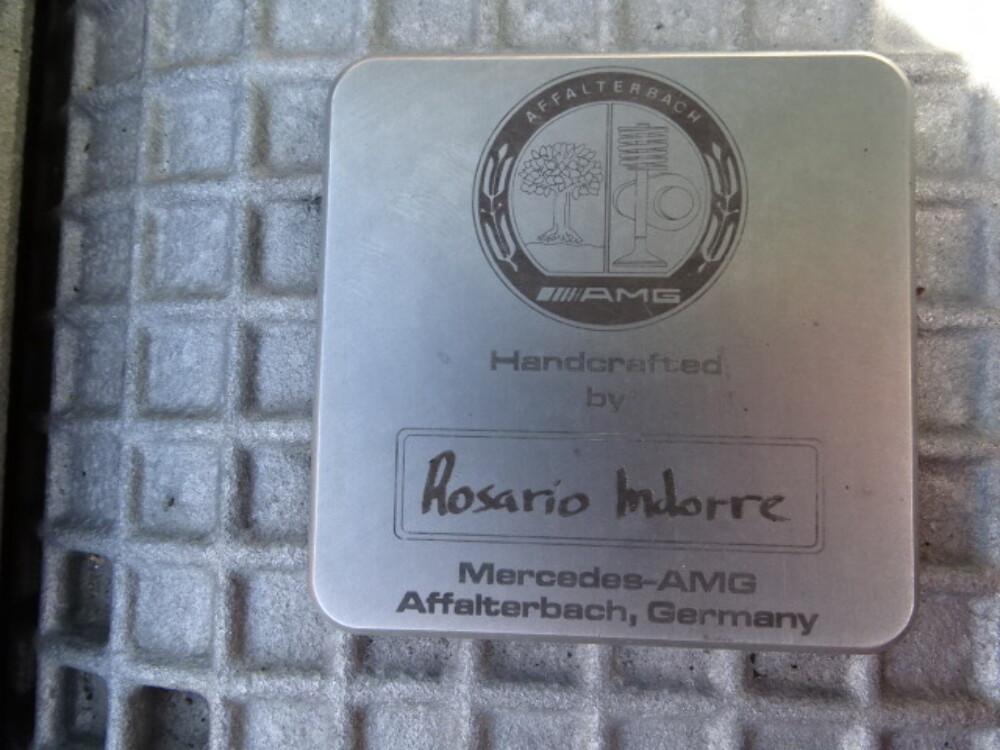 AFFALTERBACH
AMG
Handcrafted
by
Rosario Indorre
Mercedes-AMG
Affalterbach, Germany